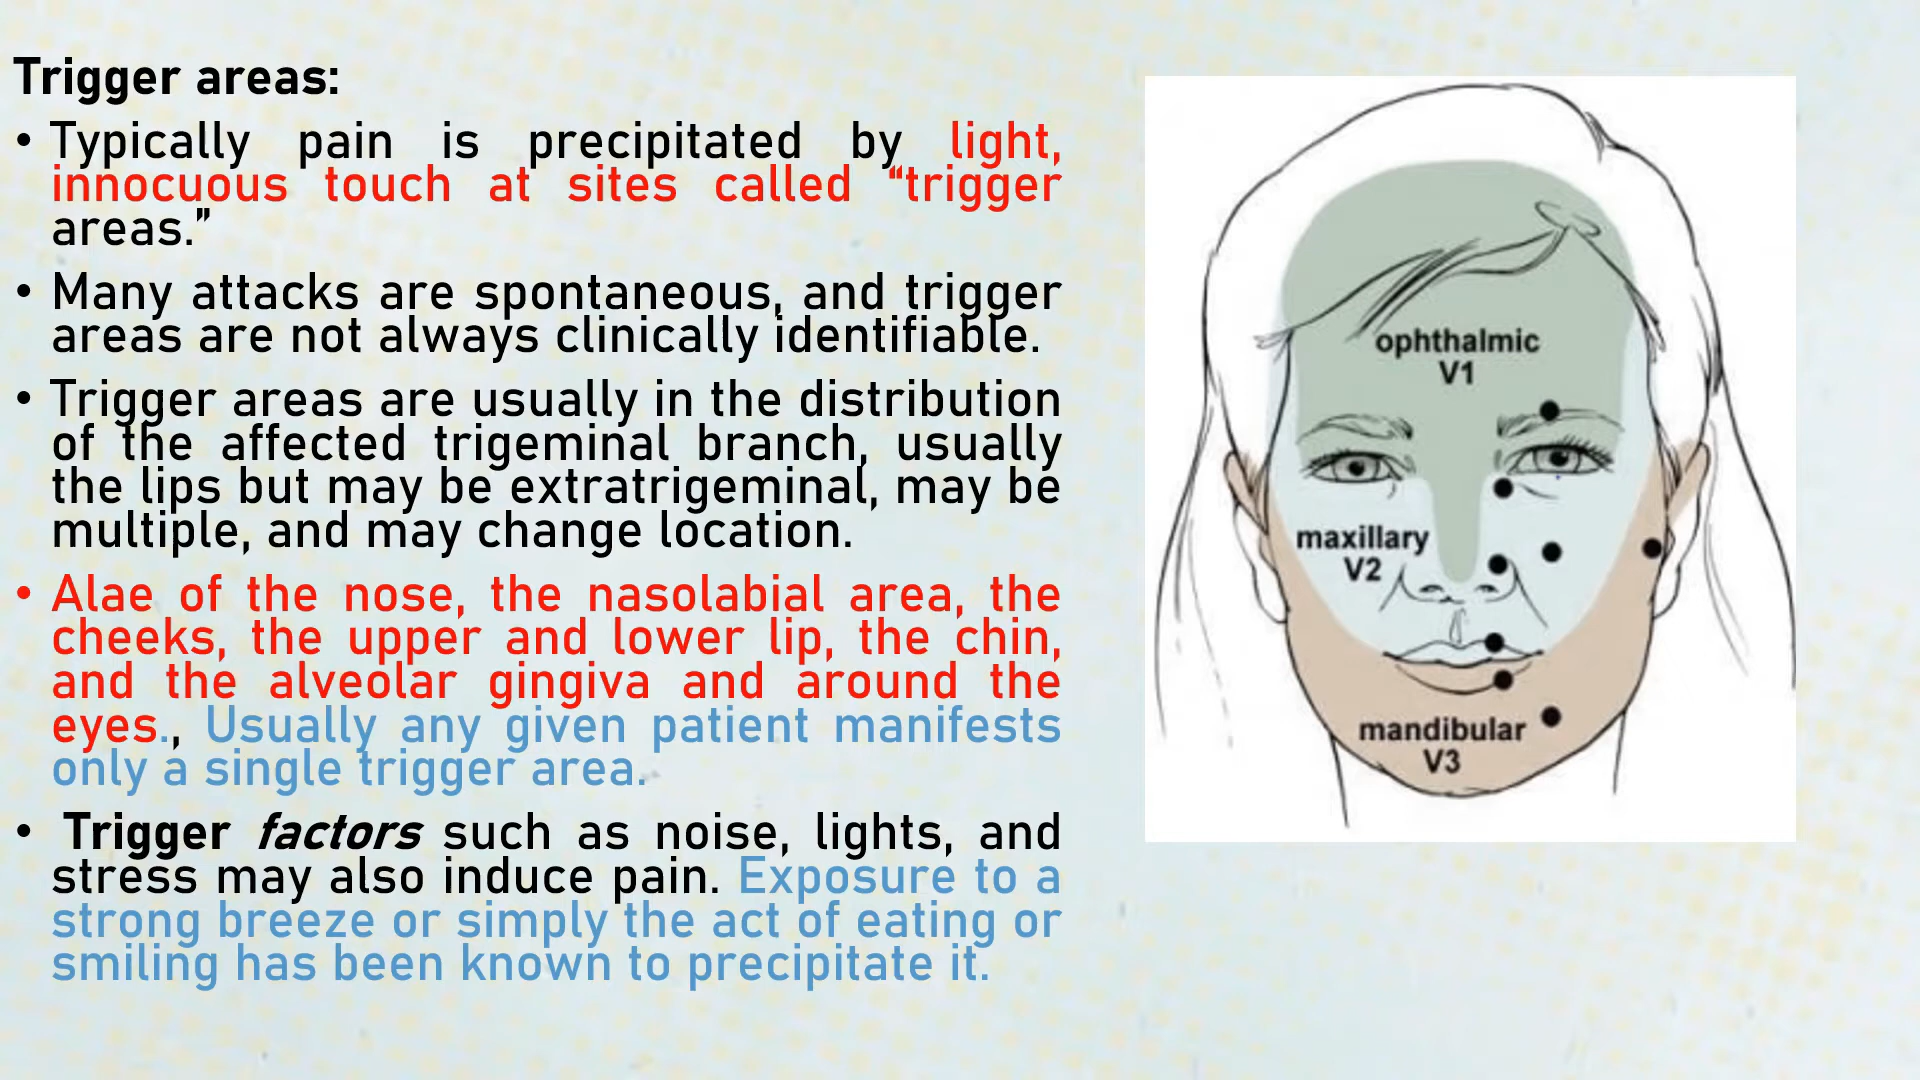 Trigger areas:
• Typically pain is precipitated by light,
innocuous touch at sites called “trigger
areas.”
• Many attacks are spontaneous, and trigger
areas are not always clinically identifiable.
• Trigger areas are usually in the distribution
of the affected trigeminal branch, usually
the lips but may be extratrigeminal, may be
multiple, and may change location.
• Alae of the nose, the nasolabial area, the
cheeks, the upper and lower lip, the chin,
and the alveolar gingiva and around the
eyes., Usually any given patient manifests
only a single trigger area.
• Trigger factors such as noise, lights, and
stress may also induce pain. Exposure to a
strong breeze or simply the act of eating or
smiling has been known to precipitate it.
ophthalmic
V1
maxillary
V2
mandibular
V3